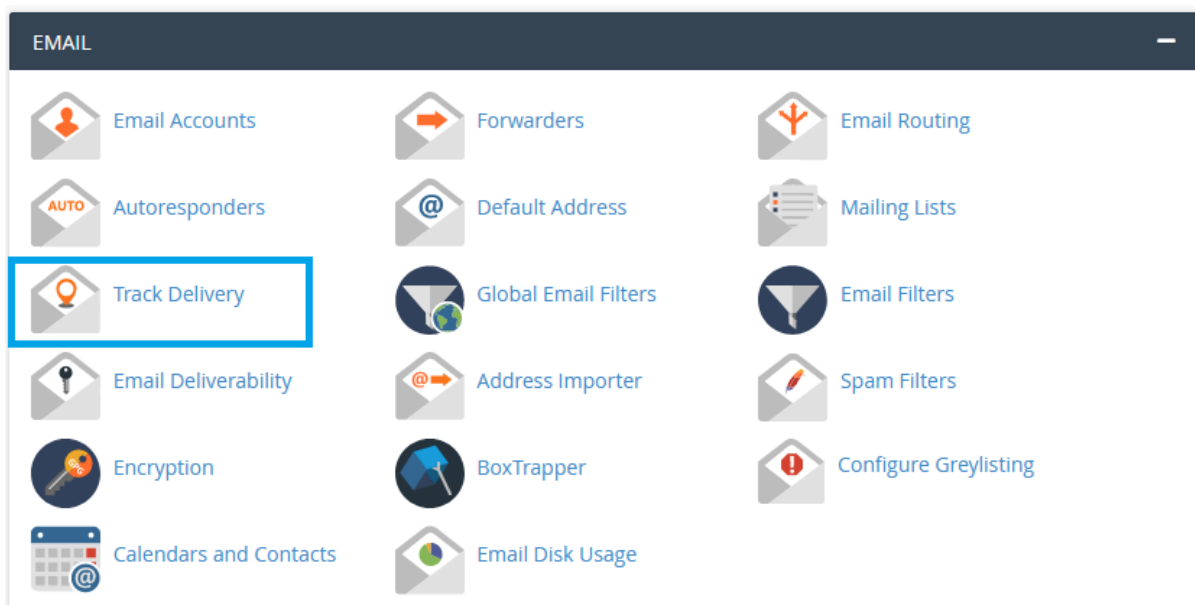 EMAIL
Email Accounts
Forwarders
Email Routing
AUTO
Autoresponders
@
Default Address
Mailing Lists
Track Delivery
Global Email Filters
Email Filters
Email Deliverability
@
Address Importer
Spam Filters
GPG
Encryption
BoxTrapper
!
Configure Greylisting
@
Calendars and Contacts
Email Disk Usage